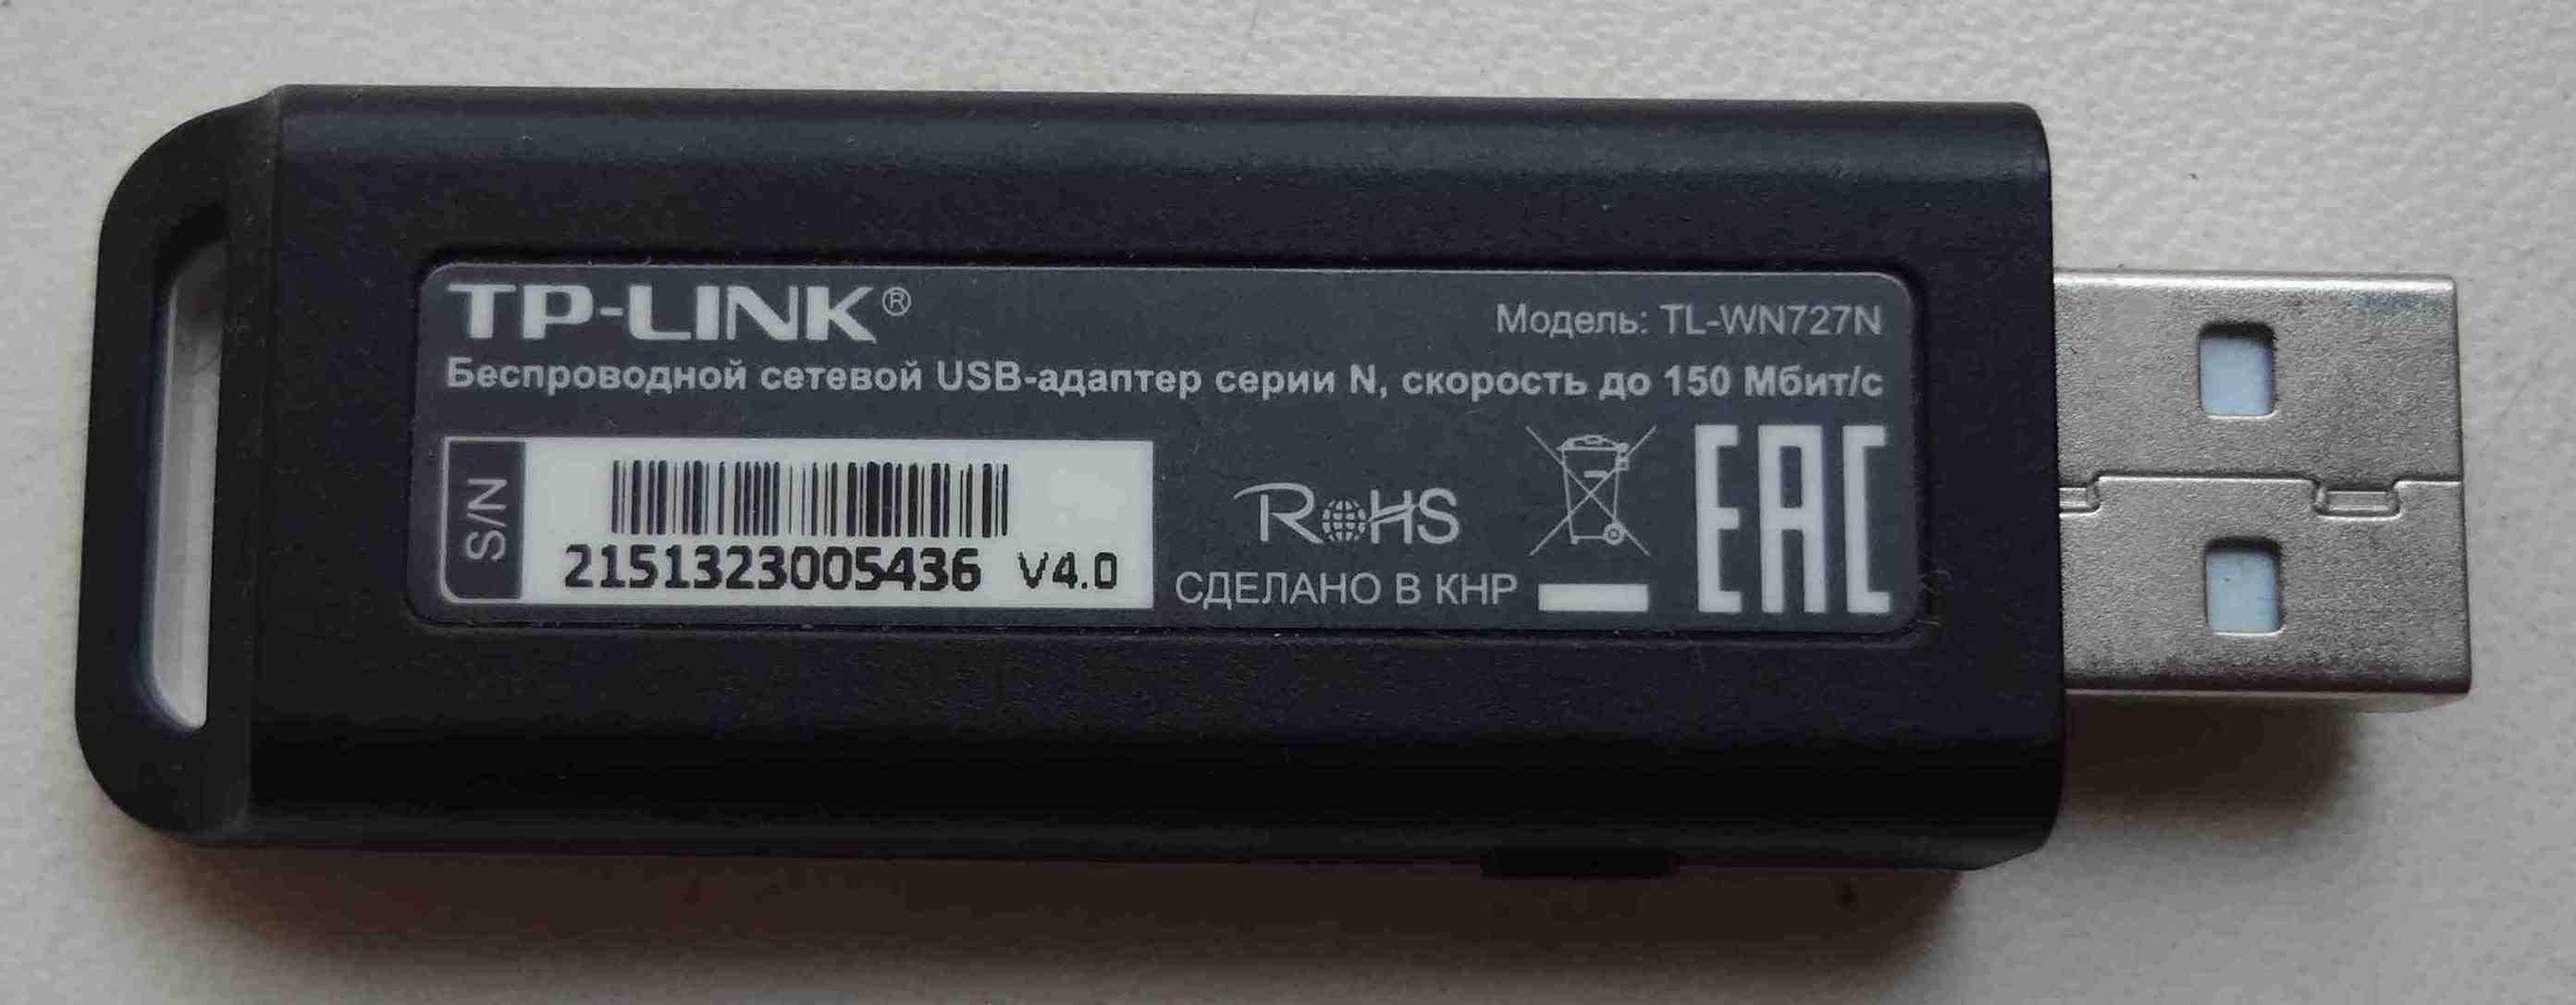 TP-LINK®
Модель: TL-WN727N
Беспроводной сетевой USB-адаптер серии N, скорость до 150 Мбит/с
S/N
2151323005436 V4.0
RoHS
СДЕЛАНО В КНР
EAC